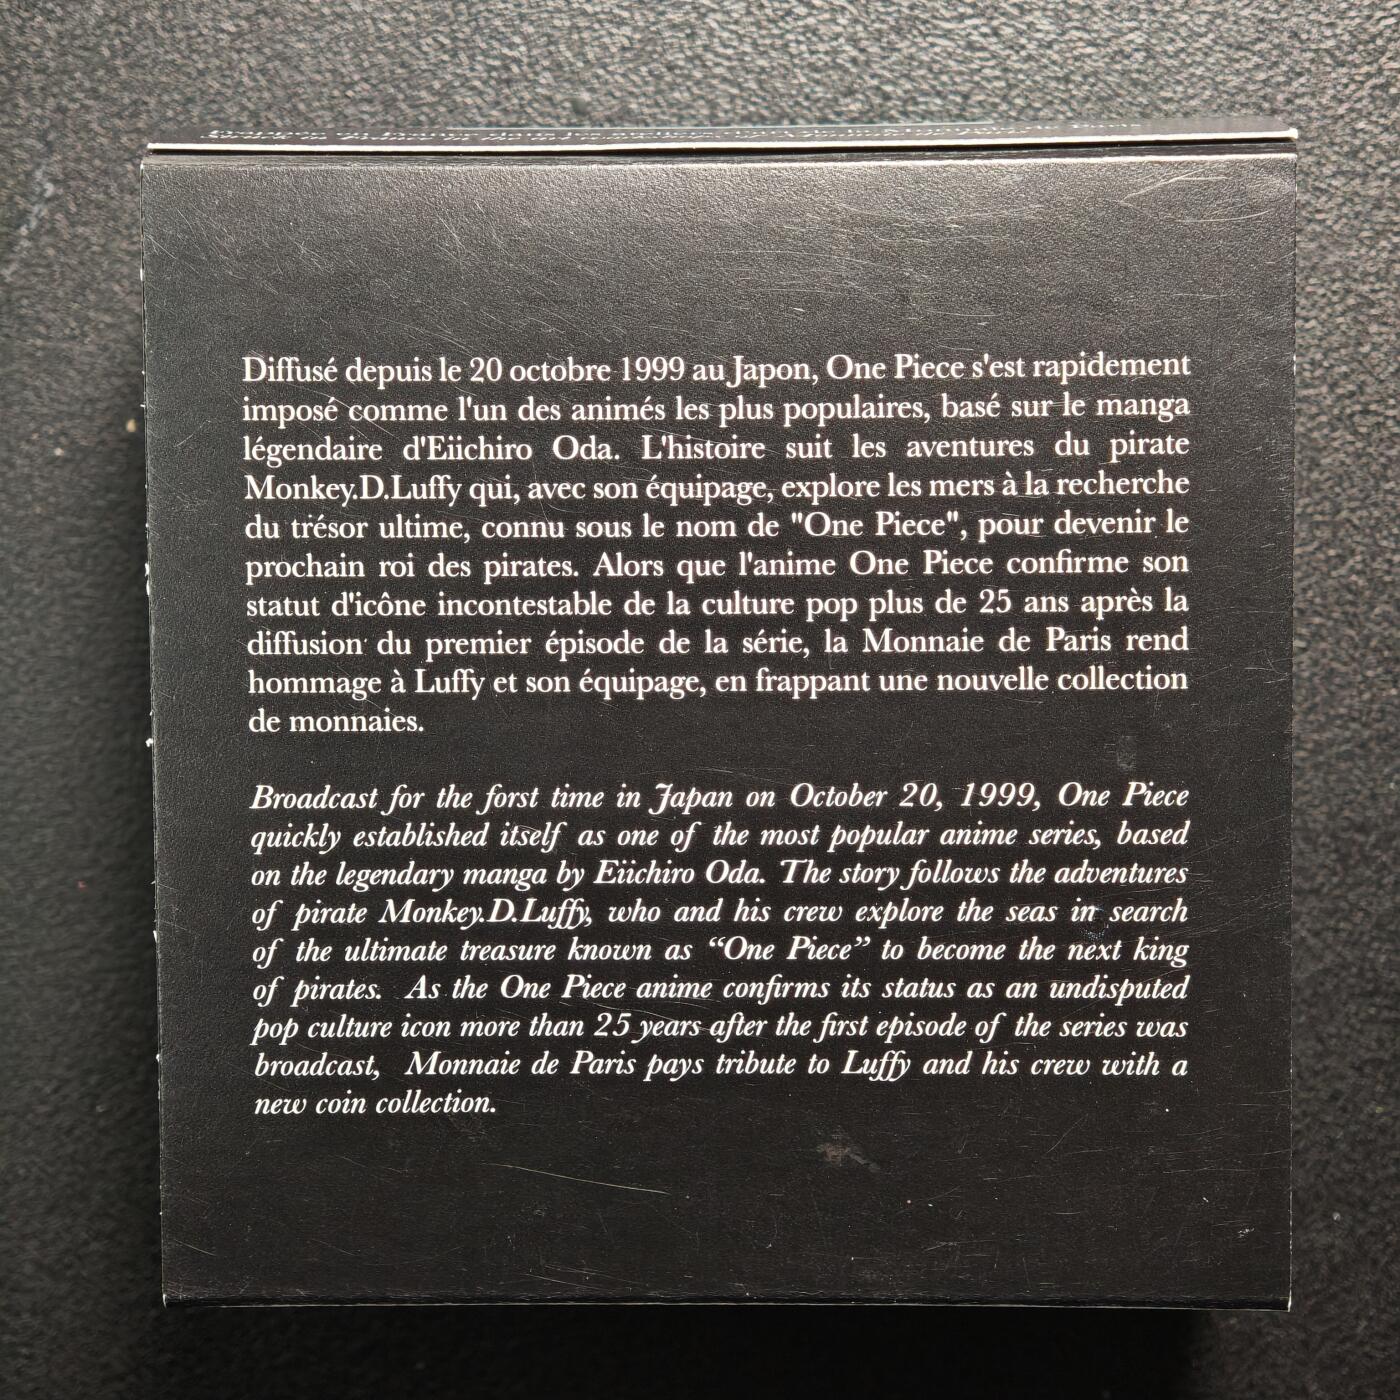 Diffusé depuis le 20 octobre 1999 au Japon, One Piece s'est rapidement
imposé comme l'un des animés les plus populaires, basé sur le manga
légendaire d'Eiichiro Oda. L'histoire suit les aventures du pirate
Monkey.D.Luffy qui, avec son équipage, explore les mers à la recherche
du trésor ultime, connu sous le nom de "One Piece", pour devenir le
prochain roi des pirates. Alors que l'anime One Piece confirme son
statut d'icône incontestable de la culture pop plus de 25 ans après la
diffusion du premier épisode de la série, la Monnaie de Paris rend
hommage à Luffy et son équipage, en frappant une nouvelle collection
de monnaies.
Broadcast for the forst time in Japan on October 20, 1999, One Piece
quickly established itself as one of the most popular anime series, based
on the legendary manga by Eiichiro Oda. The story follows the adventures
of pirate Monkey.D.Luffy, who and his crew explore the seas in search
of the ultimate treasure known as “One Piece” to become the next king
of pirates. As the One Piece anime confirms its status as an undisputed
pop culture icon more than 25 years after the first episode of the series was
broadcast, Monnaie de Paris pays tribute to Luffy and his crew with a
new coin collection.